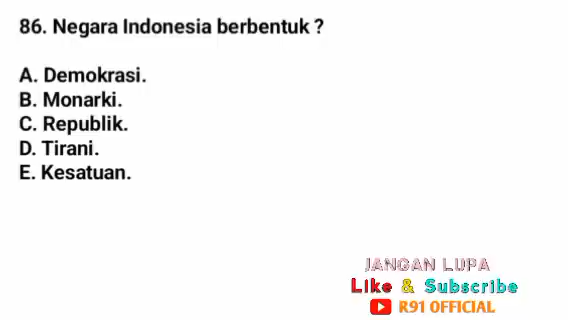 86. Negara Indonesia berbentuk ?
A. Demokrasi.
B. Monarki.
C. Republik.
D. Tirani.
E. Kesatuan.
JANGAN LUPA
Like & Subscribe
R91 OFFICIAL